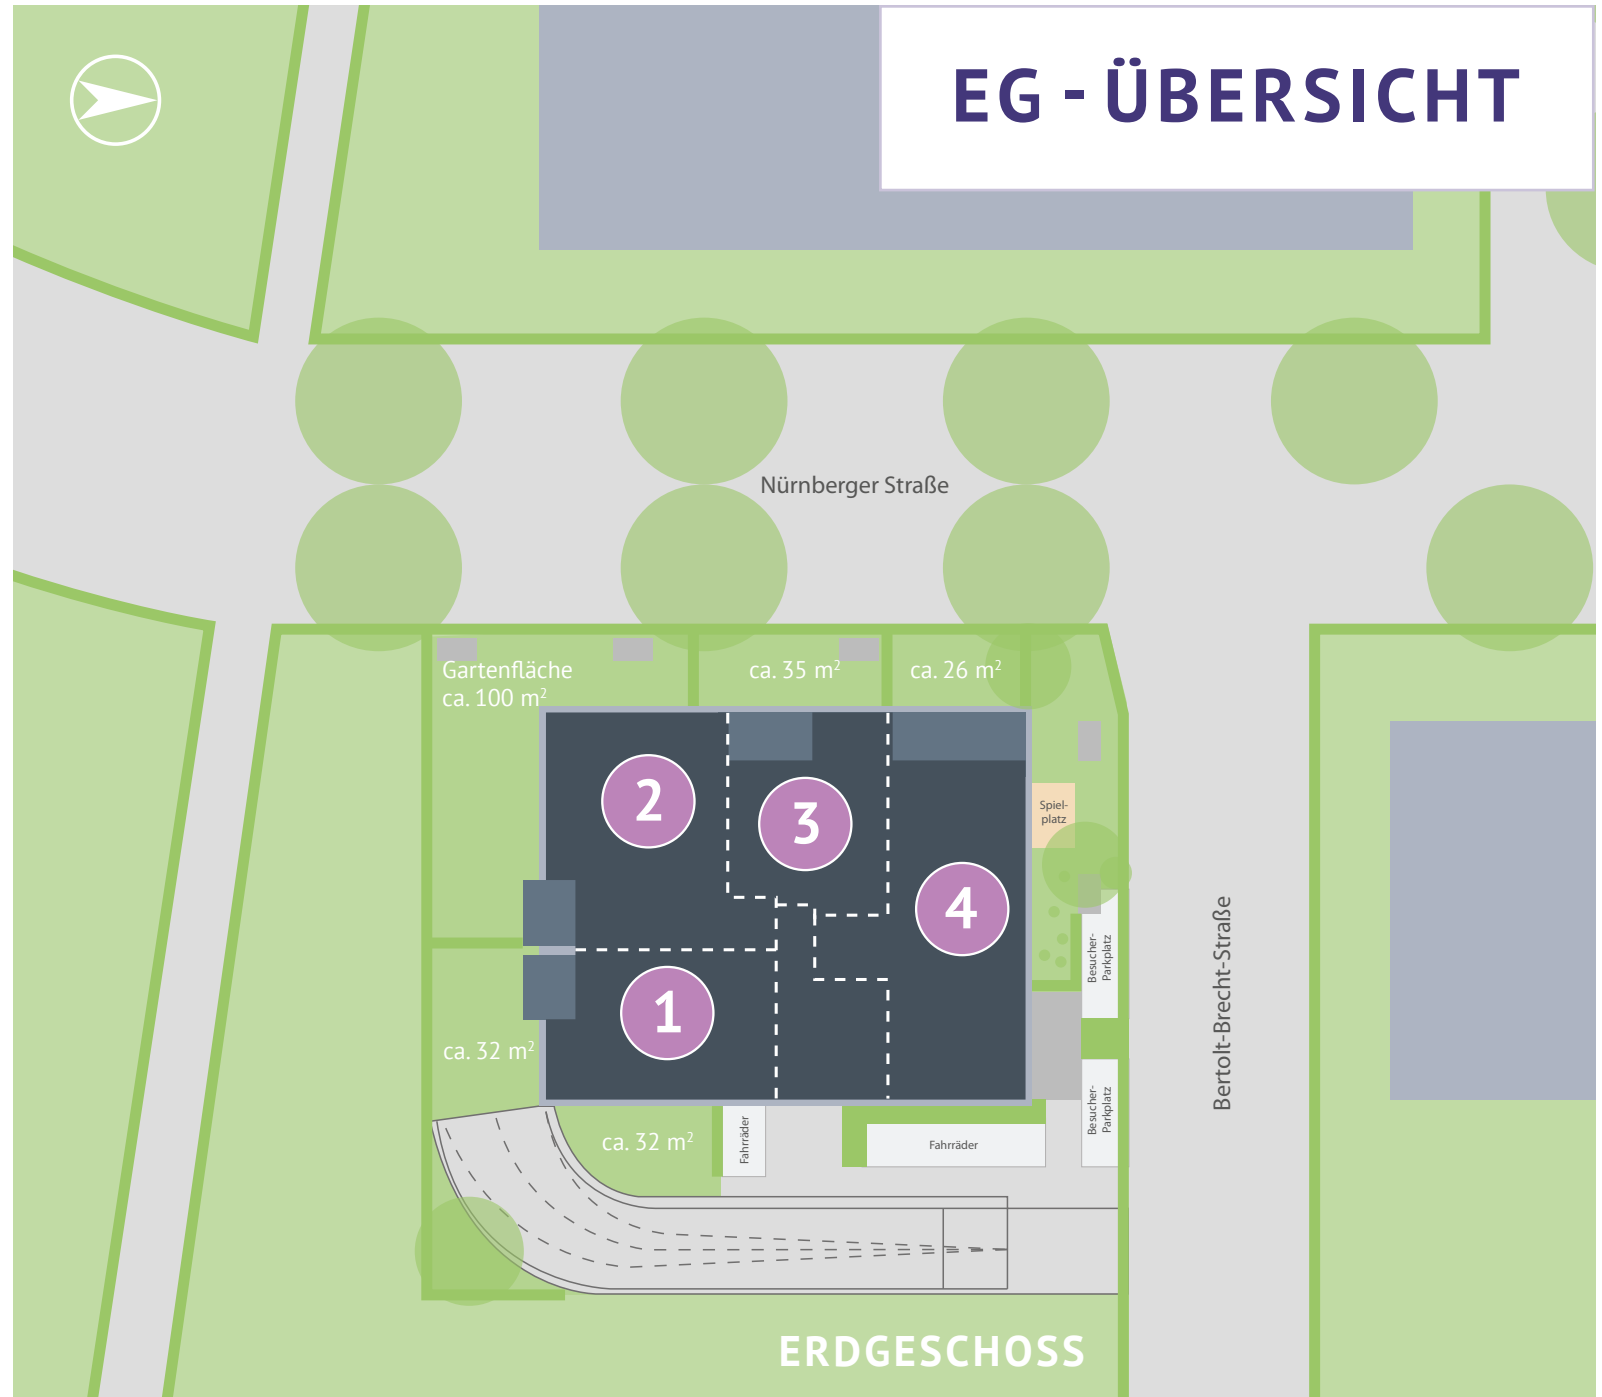 EG - ÜBERSICHT
Nürnberger Straße
Gartenfläche
ca. 100 m²
ca. 35 m²
ca. 26 m²
2
3
4
1
Spiel-
platz
Besucher-
Parkplatz
Bertolt-Brecht-Straße
ca. 32 m²
ca. 32 m²
Fahrräder
Fahrräder
Besucher-
Parkplatz
ERDGESCHOSS